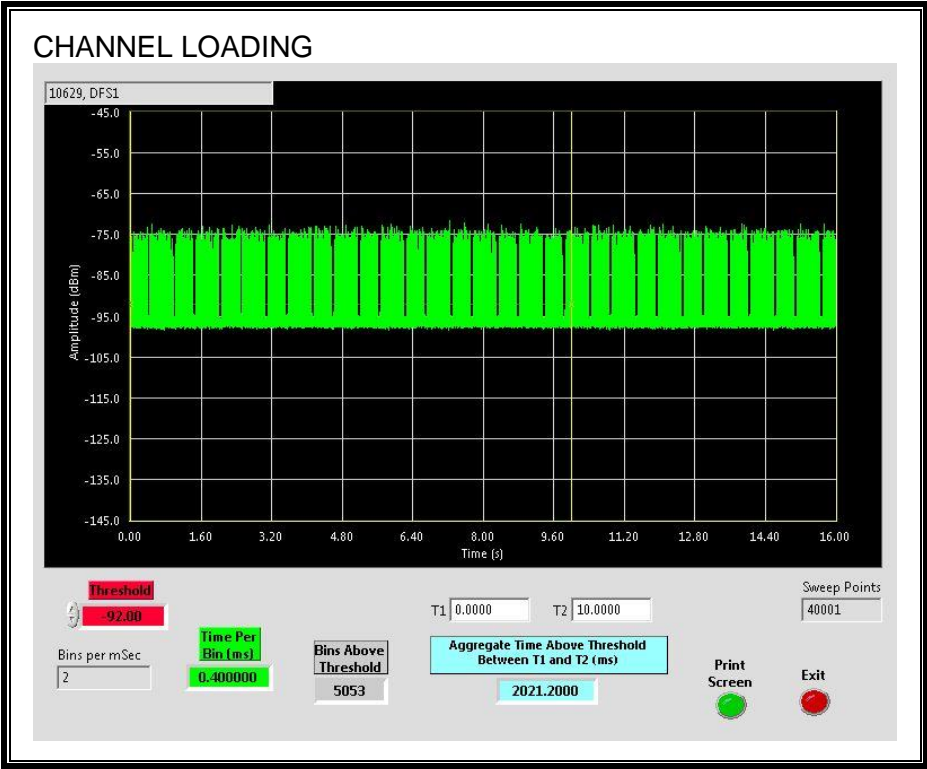 CHANNEL LOADING
10629, DFS1
-45.0
-55.0
-65.0
-75.0
-85.0
-95.0
-105.0
-115.0
-125.0
-135.0
-145.0
Amplitude (dBm)
0.00 1.60 3.20 4.80 6.40 8.00 9.60 11.20 12.80 14.40 16.00
Time (s)
Threshold
-92.00
Bins per mSec
2
Time Per
Bin (ms)
0.400000
Bins Above
Threshold
5053
T1 0.0000 T2 10.0000
Aggregate Time Above Threshold
Between T1 and T2 (ms)
2021.2000
Sweep Points
40001
Print
Screen
Exit